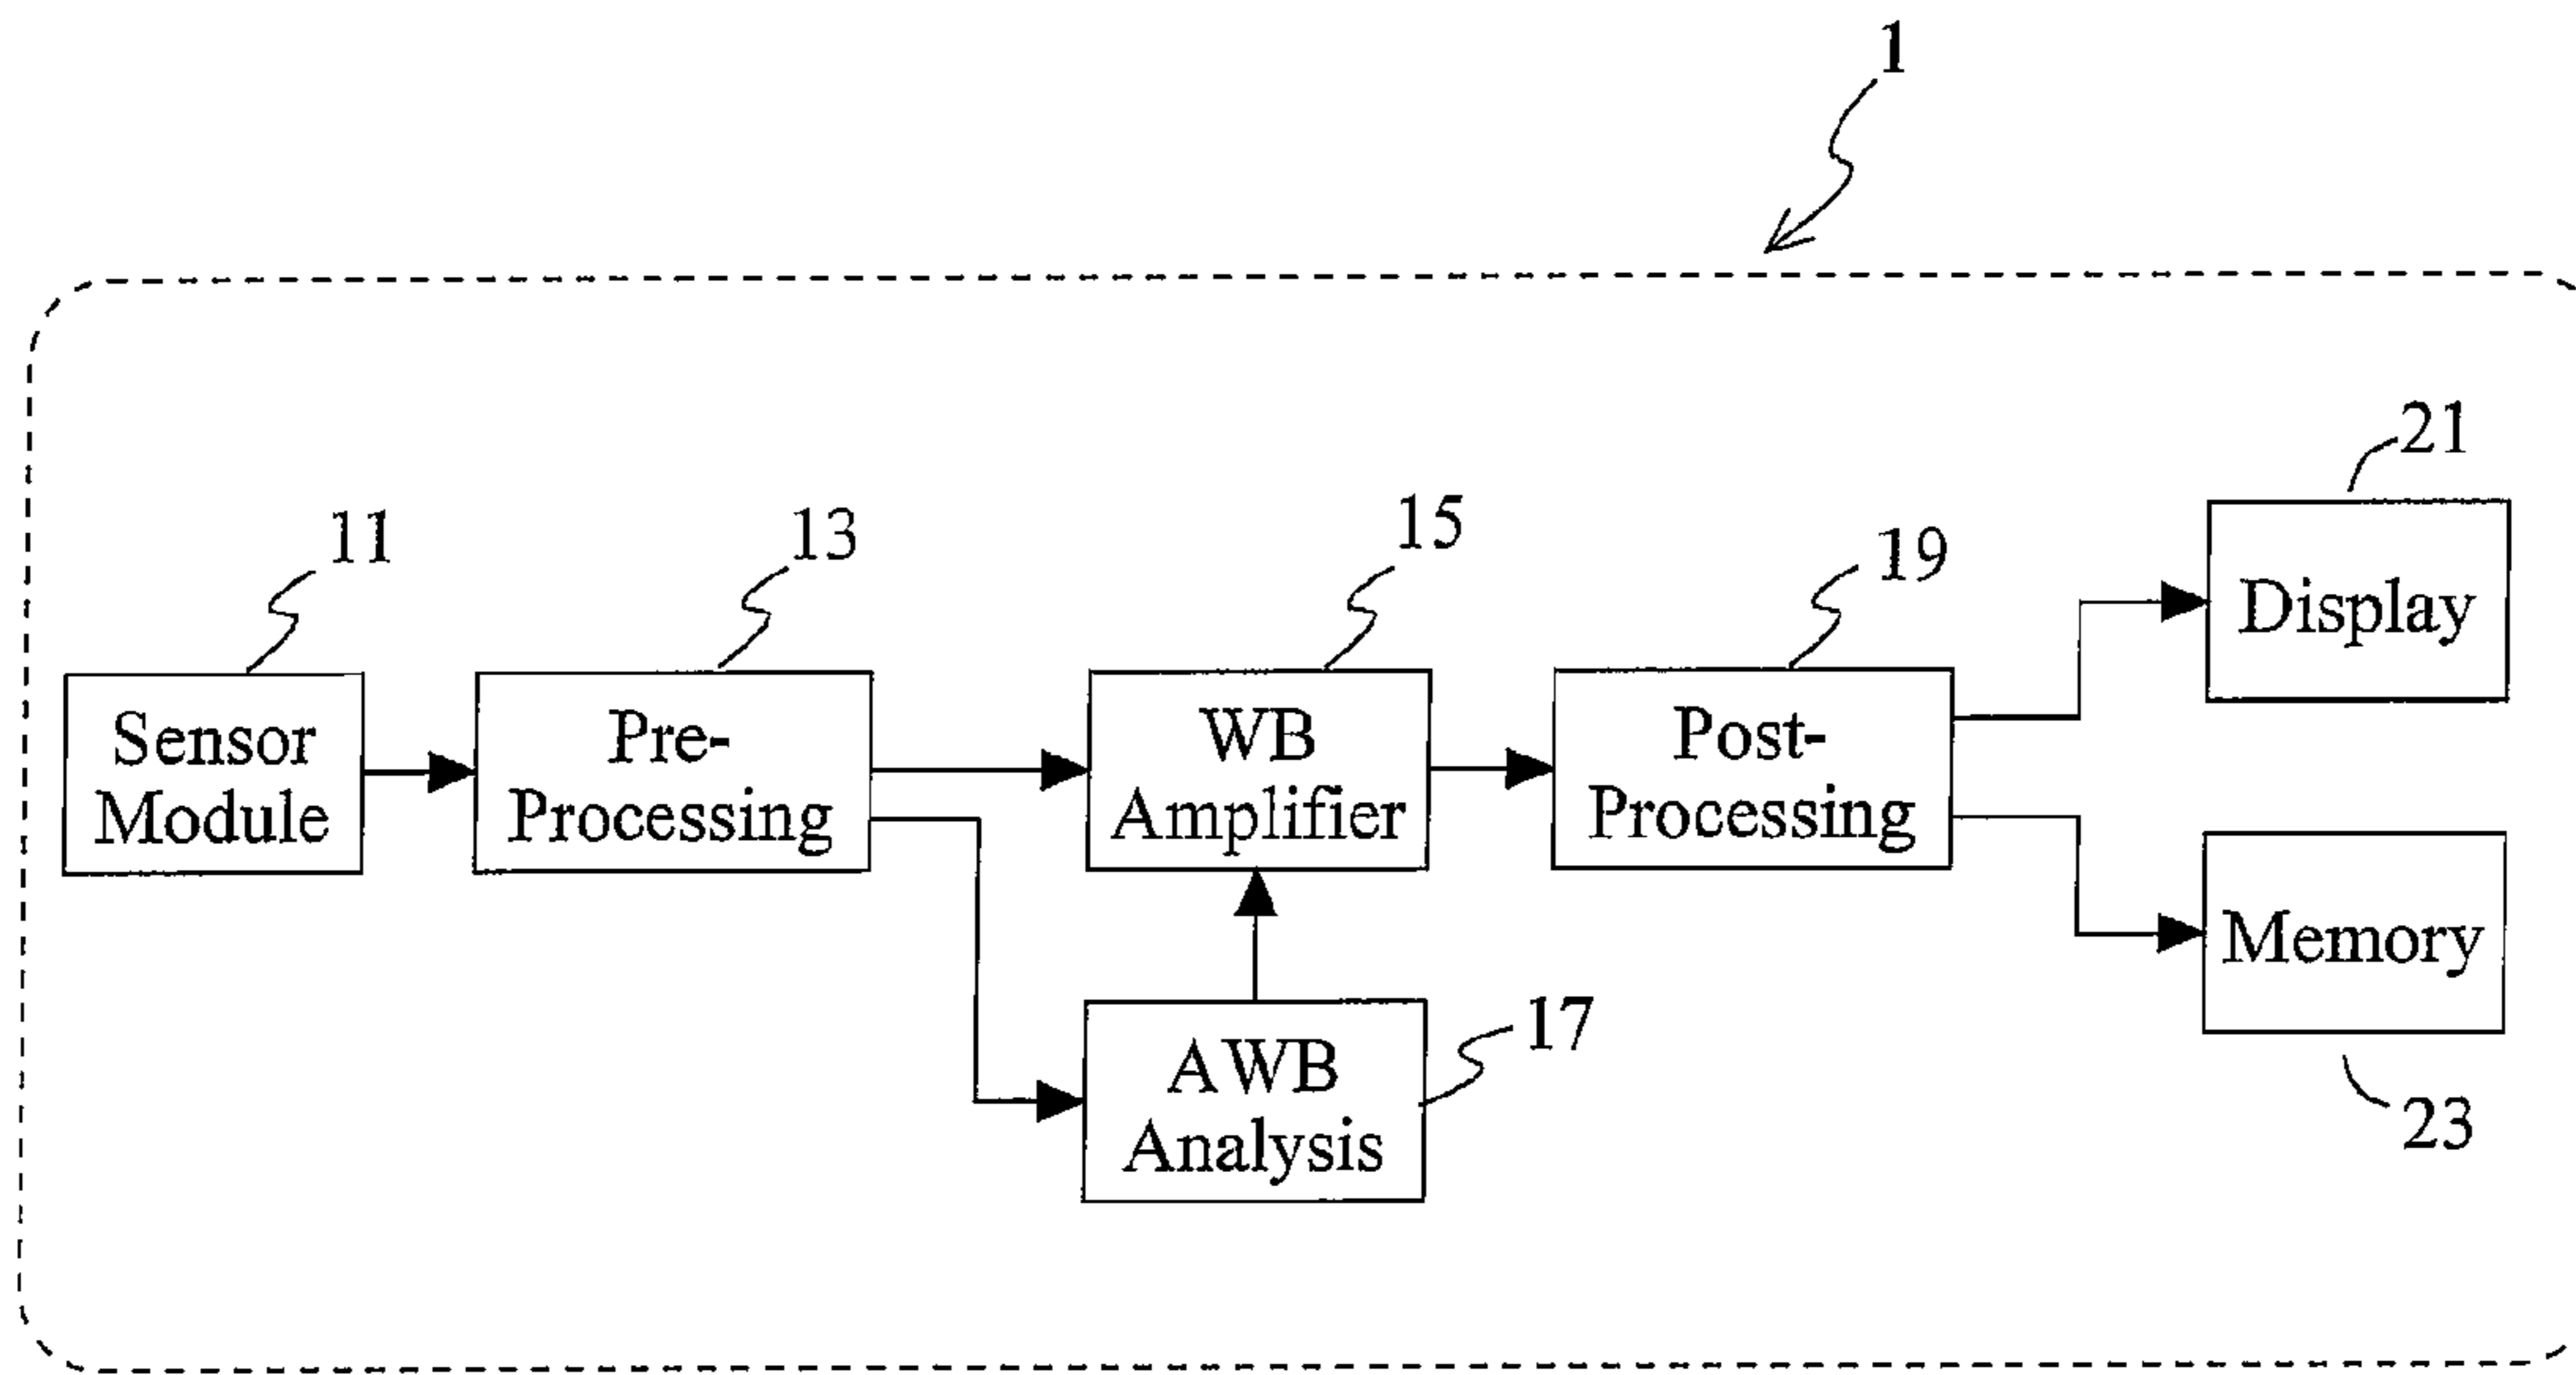 1
11
Sensor
Module
13
Pre-
Processing
15
WB
Amplifier
17
AWB
Analysis
19
Post-
Processing
21
Display
Memory
23